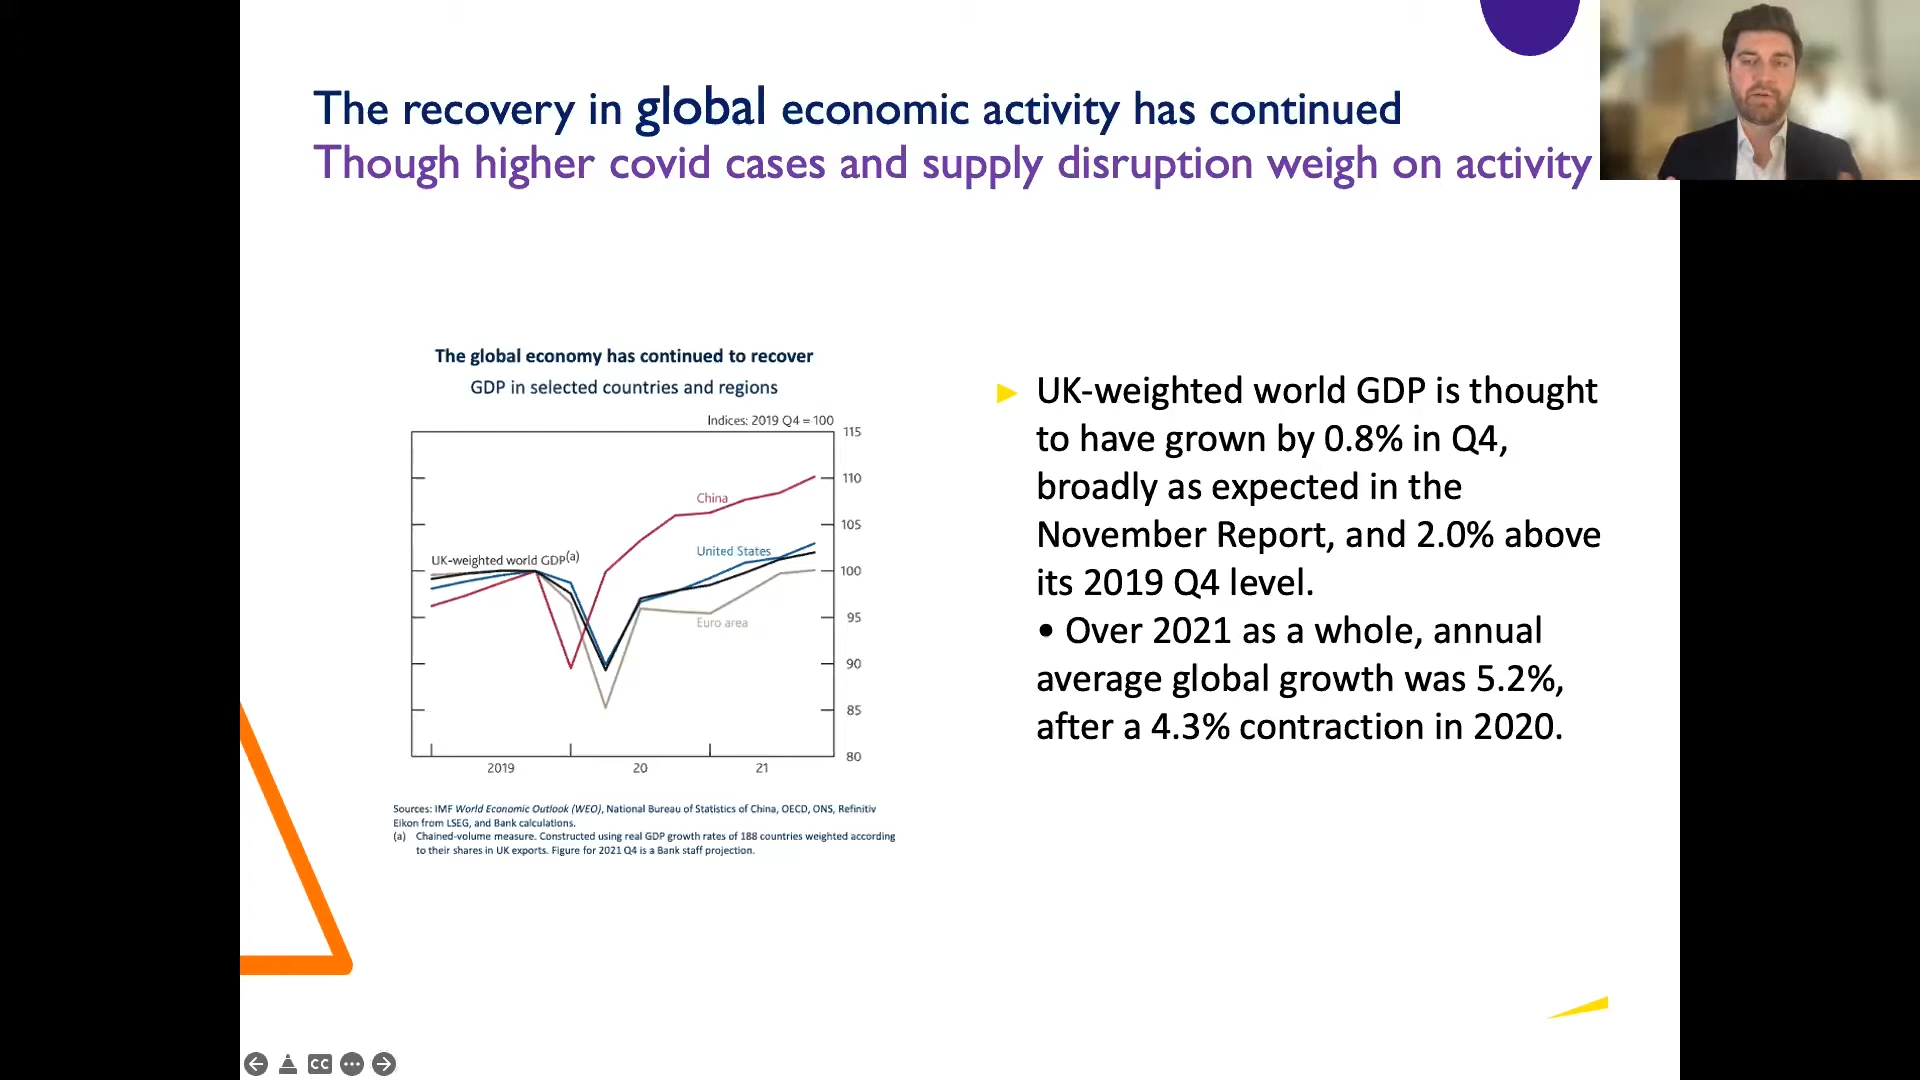 The recovery in global economic activity has continued
Though higher covid cases and supply disruption weigh on activity
The global economy has continued to recover
GDP in selected countries and regions
Indices: 2019 Q4 = 100
115
110
105
100
95
90
85
80
China
United States
UK-weighted world GDP(a)
Euro area
2019
20
21
Sources: IMF World Economic Outlook (WEO), National Bureau of Statistics of China, OECD, ONS, Refinitiv
Eikon from LSEG, and Bank calculations.
(a) Chained-volume measure. Constructed using real GDP growth rates of 188 countries weighted according
to their shares in UK exports. Figure for 2021 Q4 is a Bank staff projection.
UK-weighted world GDP is thought
to have grown by 0.8% in Q4,
broadly as expected in the
November Report, and 2.0% above
its 2019 Q4 level.
• Over 2021 as a whole, annual
average global growth was 5.2%,
after a 4.3% contraction in 2020.
CC